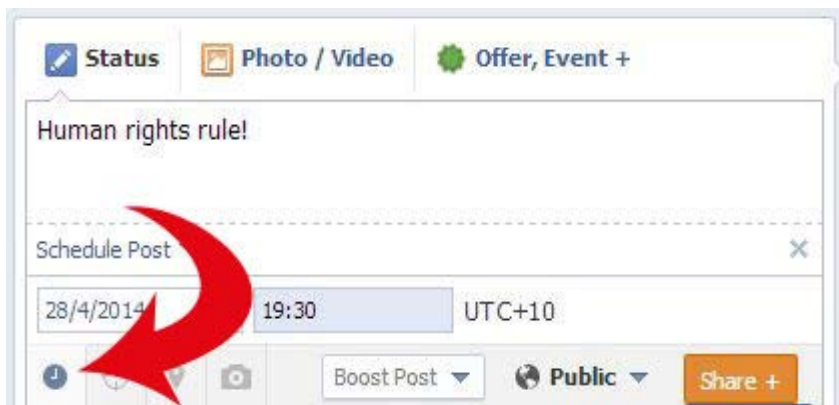 Status Photo / Video Offer, Event +
Human rights rule!
Schedule Post
28/4/2014 19:30 UTC+10
Boost Post Public Share +